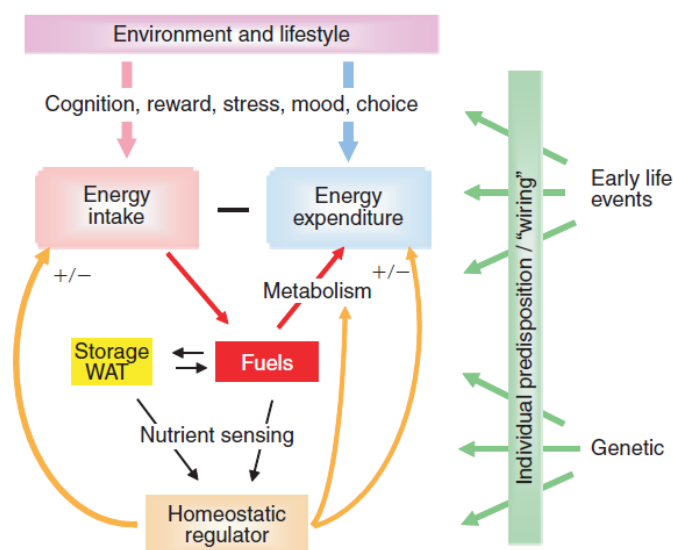 Environment and lifestyle
Cognition, reward, stress, mood, choice
Energy
intake
–
Energy
expenditure
+/−
+/−
Metabolism
Storage
WAT
Fuels
Nutrient sensing
Homeostatic
regulator
Individual predisposition / “wiring”
Early life
events
Genetic